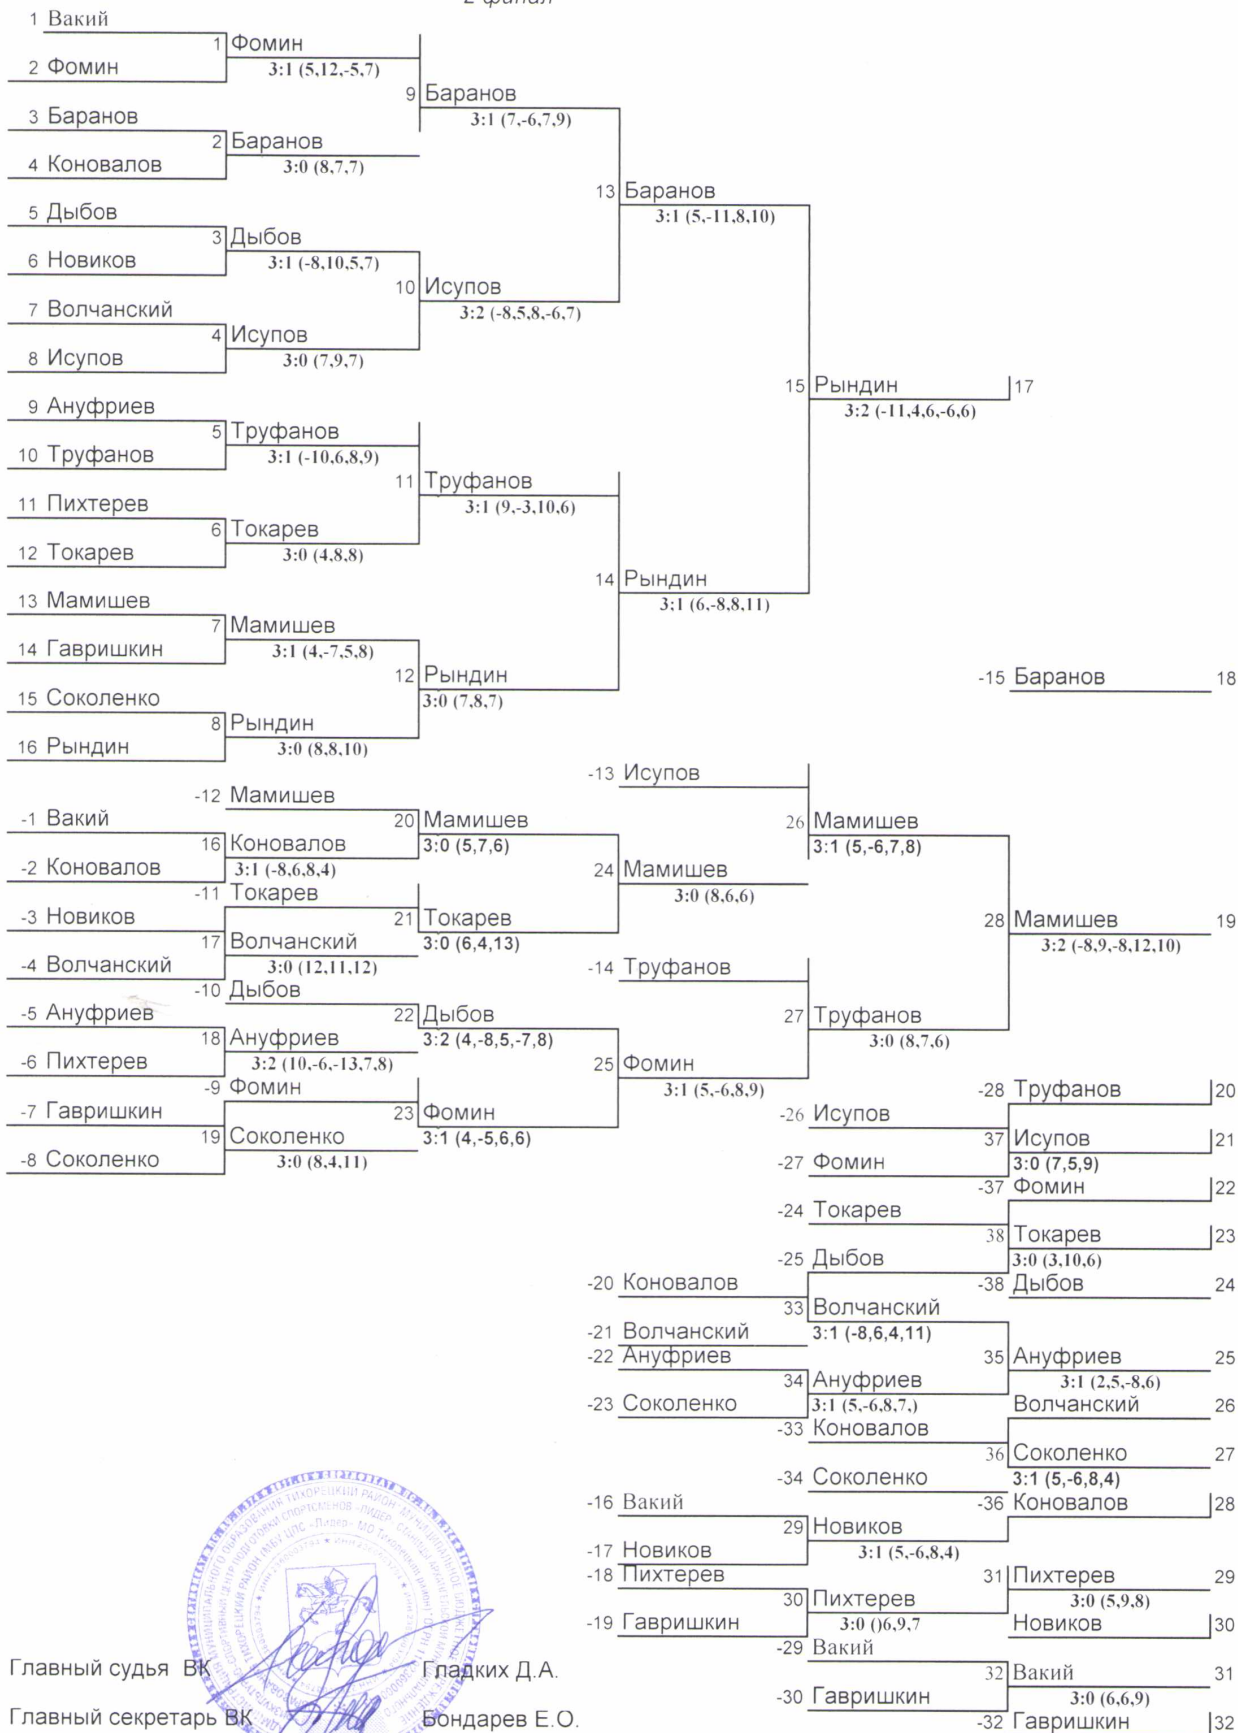 2 финал
1 Вакий
1 Фомин
2 Фомин
3:1 (5,12,-5,7)
9 Баранов
3:1 (7,-6,7,9)
3 Баранов
2 Баранов
4 Коновалов
3:0 (8,7,7)
13 Баранов
3:1 (5,-11,8,10)
5 Дыбов
3 Дыбов
6 Новиков
3:1 (-8,10,5,7)
10 Исупов
3:2 (-8,5,8,-6,7)
7 Волчанский
4 Исупов
8 Исупов
3:0 (7,9,7)
15 Рындин 17
3:2 (-11,4,6,-6,6)
9 Ануфриев
5 Труфанов
10 Труфанов
3:1 (-10,6,8,9)
11 Труфанов
3:1 (9,-3,10,6)
11 Пихтерев
6 Токарев
12 Токарев
3:0 (4,8,8)
14 Рындин
3:1 (6,-8,8,11)
13 Мамишев
7 Мамишев
14 Гавришкин
3:1 (4,-7,5,8)
12 Рындин
3:0 (7,8,7)
-15 Баранов 18
15 Соколенко
8 Рындин
16 Рындин
3:0 (8,8,10)
-13 Исупов
-12 Мамишев
-1 Вакий
20 Мамишев
3:0 (5,7,6)
26 Мамишев
3:1 (5,-6,7,8)
16 Коновалов
-2 Коновалов
3:1 (-8,6,8,4)
24 Мамишев
3:0 (8,6,6)
-11 Токарев
-3 Новиков
21 Токарев
3:0 (6,4,13)
28 Мамишев 19
3:2 (-8,9,-8,12,10)
17 Волчанский
-4 Волчанский
3:0 (12,11,12)
-14 Труфанов
-10 Дыбов
-5 Ануфриев
22 Дыбов
3:2 (4,-8,5,-7,8)
27 Труфанов
3:0 (8,7,6)
18 Ануфриев
-6 Пихтерев
3:2 (10,-6,-13,7,8)
25 Фомин
3:1 (5,-6,8,9)
-9 Фомин
-28 Труфанов 20
-7 Гавришкин
23 Фомин
3:1 (4,-5,6,6)
-26 Исупов
19 Соколенко
37 Исупов 21
-8 Соколенко
3:0 (8,4,11)
-27 Фомин
3:0 (7,5,9)
-37 Фомин 22
-24 Токарев
38 Токарев 23
-25 Дыбов
3:0 (3,10,6)
-20 Коновалов
-38 Дыбов 24
33 Волчанский
-21 Волчанский
3:1 (-8,6,4,11)
-22 Ануфриев
35 Ануфриев 25
3:1 (2,5,-8,6)
34 Ануфриев
-23 Соколенко
3:1 (5,-6,8,7,)
Волчанский 26
-33 Коновалов
36 Соколенко 27
-34 Соколенко
3:1 (5,-6,8,4)
-16 Вакий
-36 Коновалов 28
29 Новиков
-17 Новиков
3:1 (5,-6,8,4)
-18 Пихтерев
31 Пихтерев 29
30 Пихтерев
3:0 (5,9,8)
-19 Гавришкин
3:0 ()6,9,7
Новиков 30
-29 Вакий
32 Вакий 31
-30 Гавришкин
3:0 (6,6,9)
-32 Гавришкин 32
Главный судья ВК Гладких Д.А.
Главный секретарь ВК Бондарев Е.О.